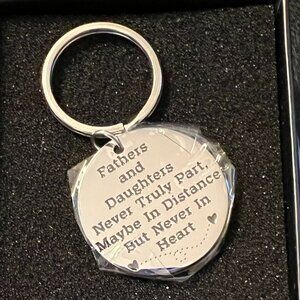 Fathers
and
Daughters
Never Truly Part,
Maybe In Distance
But Never In
Heart